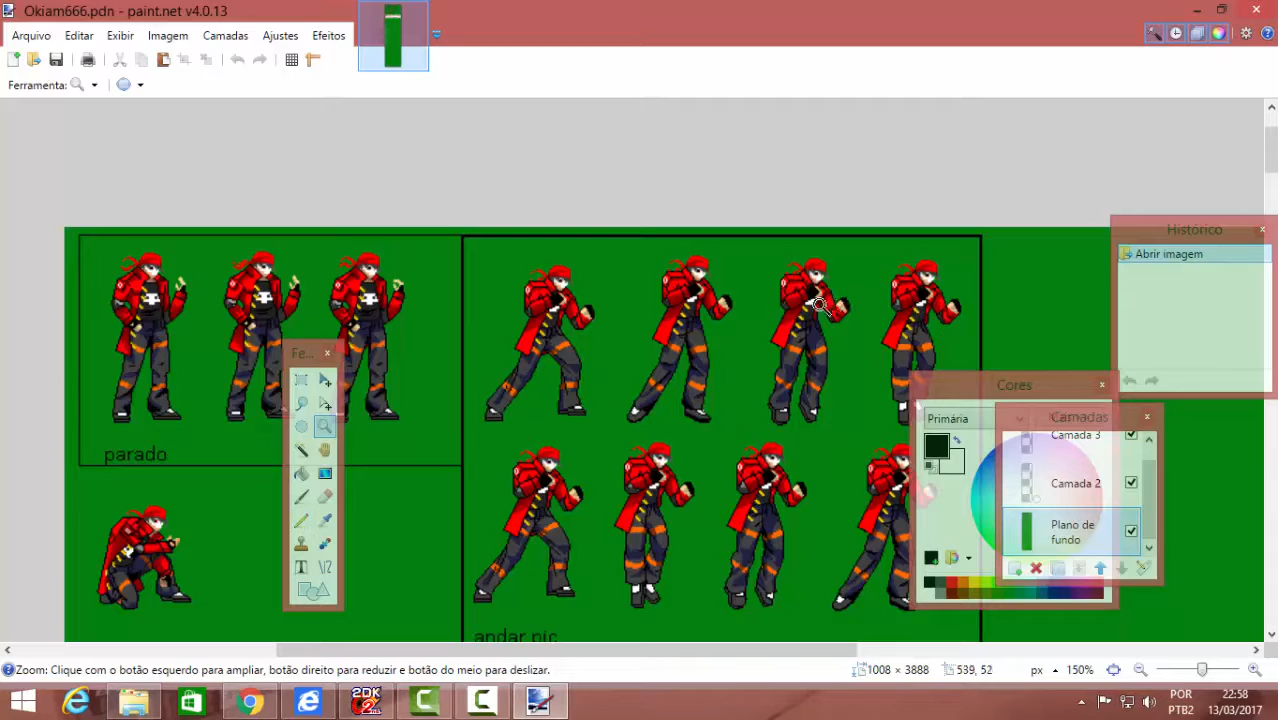 Okiam666.pdn - paint.net v4.0.13
Arquivo Editar Exibir Imagem Camadas Ajustes Efeitos
Ferramenta:
Histórico
Abrir imagem
Fe...
Cores
Primária
Camadas
Camada 3
Camada 2
Plano de
fundo
parado
andar pic
Zoom: Clique com o botão esquerdo para ampliar, botão direito para reduzir e botão do meio para deslizar.
1008 × 3888
539, 52
px
150%
2DK
POR
PTB2
22:58
13/03/2017